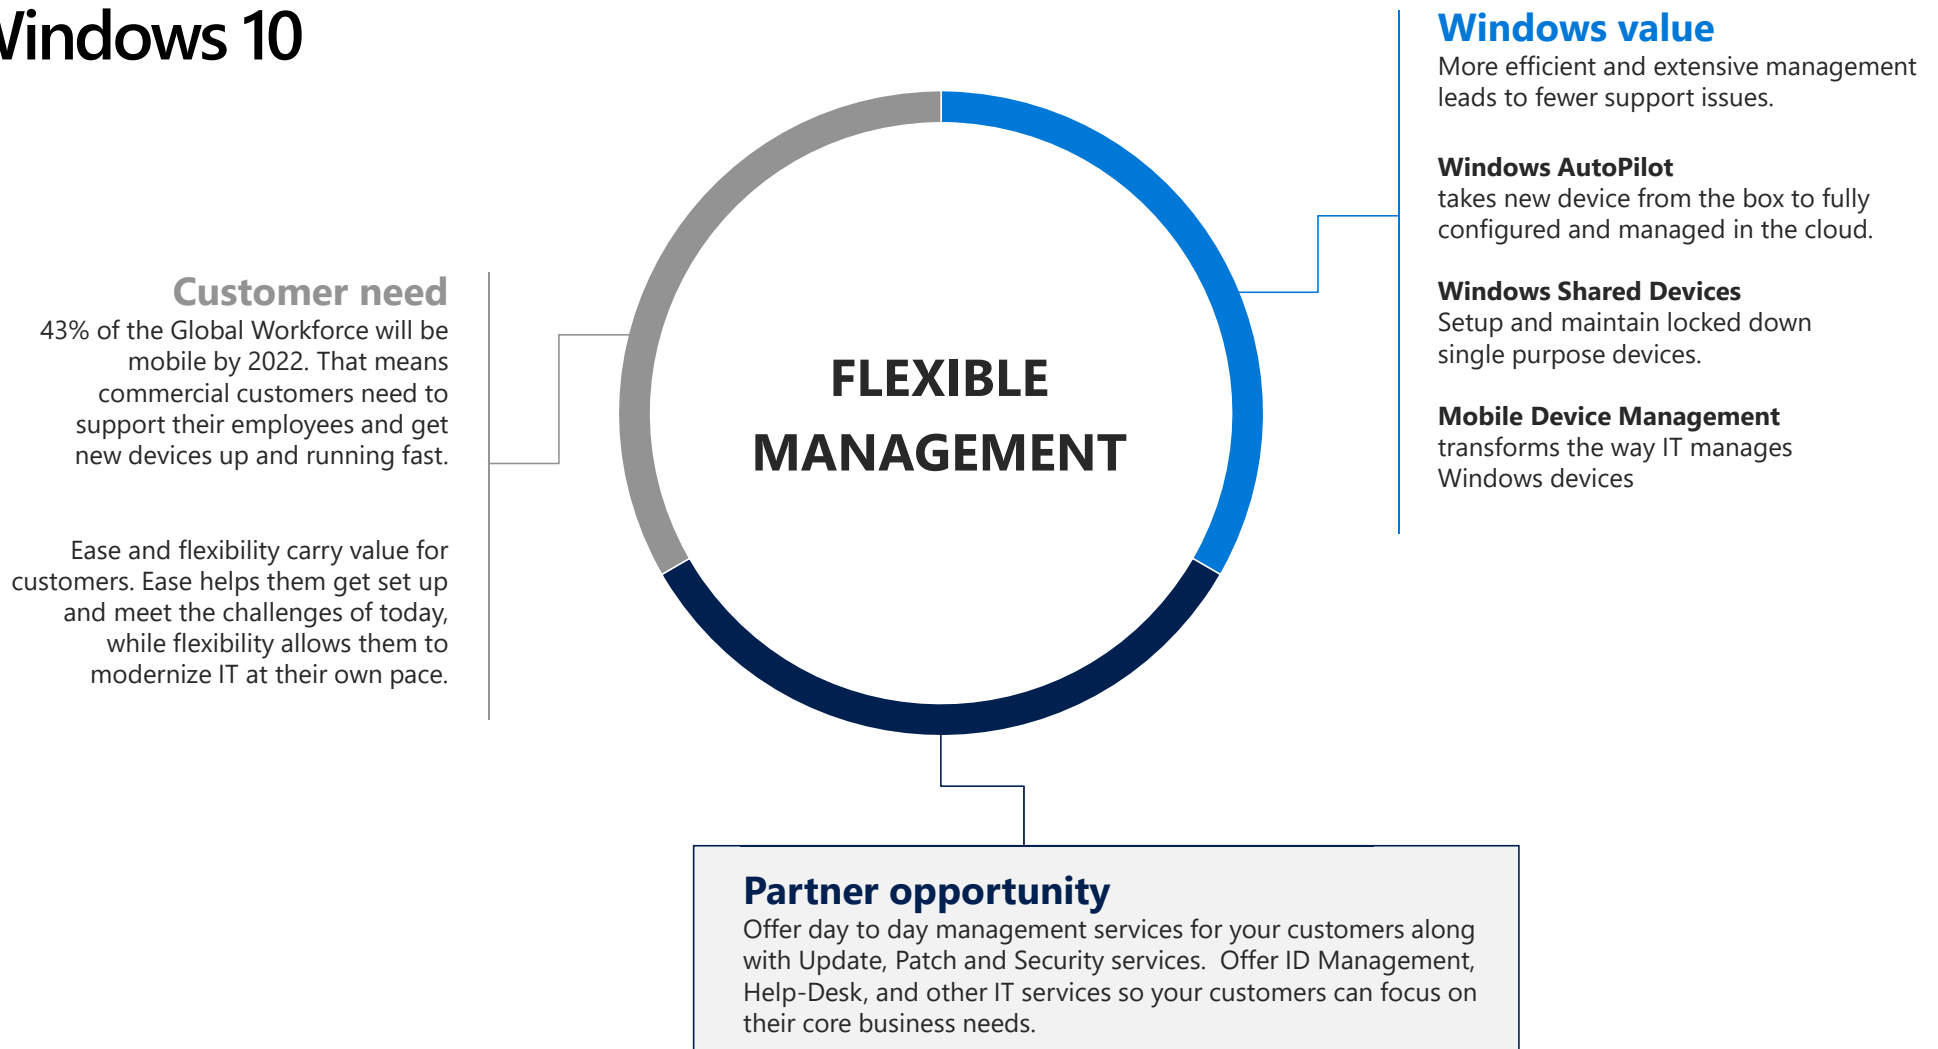 Windows 10
Windows value
More efficient and extensive management
leads to fewer support issues.
Windows AutoPilot
takes new device from the box to fully
configured and managed in the cloud.
Windows Shared Devices
Setup and maintain locked down
single purpose devices.
Mobile Device Management
transforms the way IT manages
Windows devices
Customer need
43% of the Global Workforce will be
mobile by 2022. That means
commercial customers need to
support their employees and get
new devices up and running fast.
Ease and flexibility carry value for
customers. Ease helps them get set up
and meet the challenges of today,
while flexibility allows them to
modernize IT at their own pace.
FLEXIBLE
MANAGEMENT
Partner opportunity
Offer day to day management services for your customers along
with Update, Patch and Security services.  Offer ID Management,
Help-Desk, and other IT services so your customers can focus on
their core business needs.